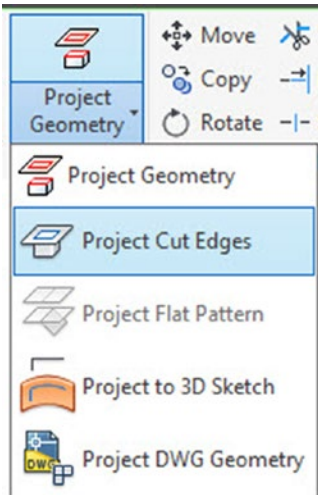 Project
Geometry
Move
Copy
Rotate
Project Geometry
Project Cut Edges
Project Flat Pattern
Project to 3D Sketch
DWG
Project DWG Geometry